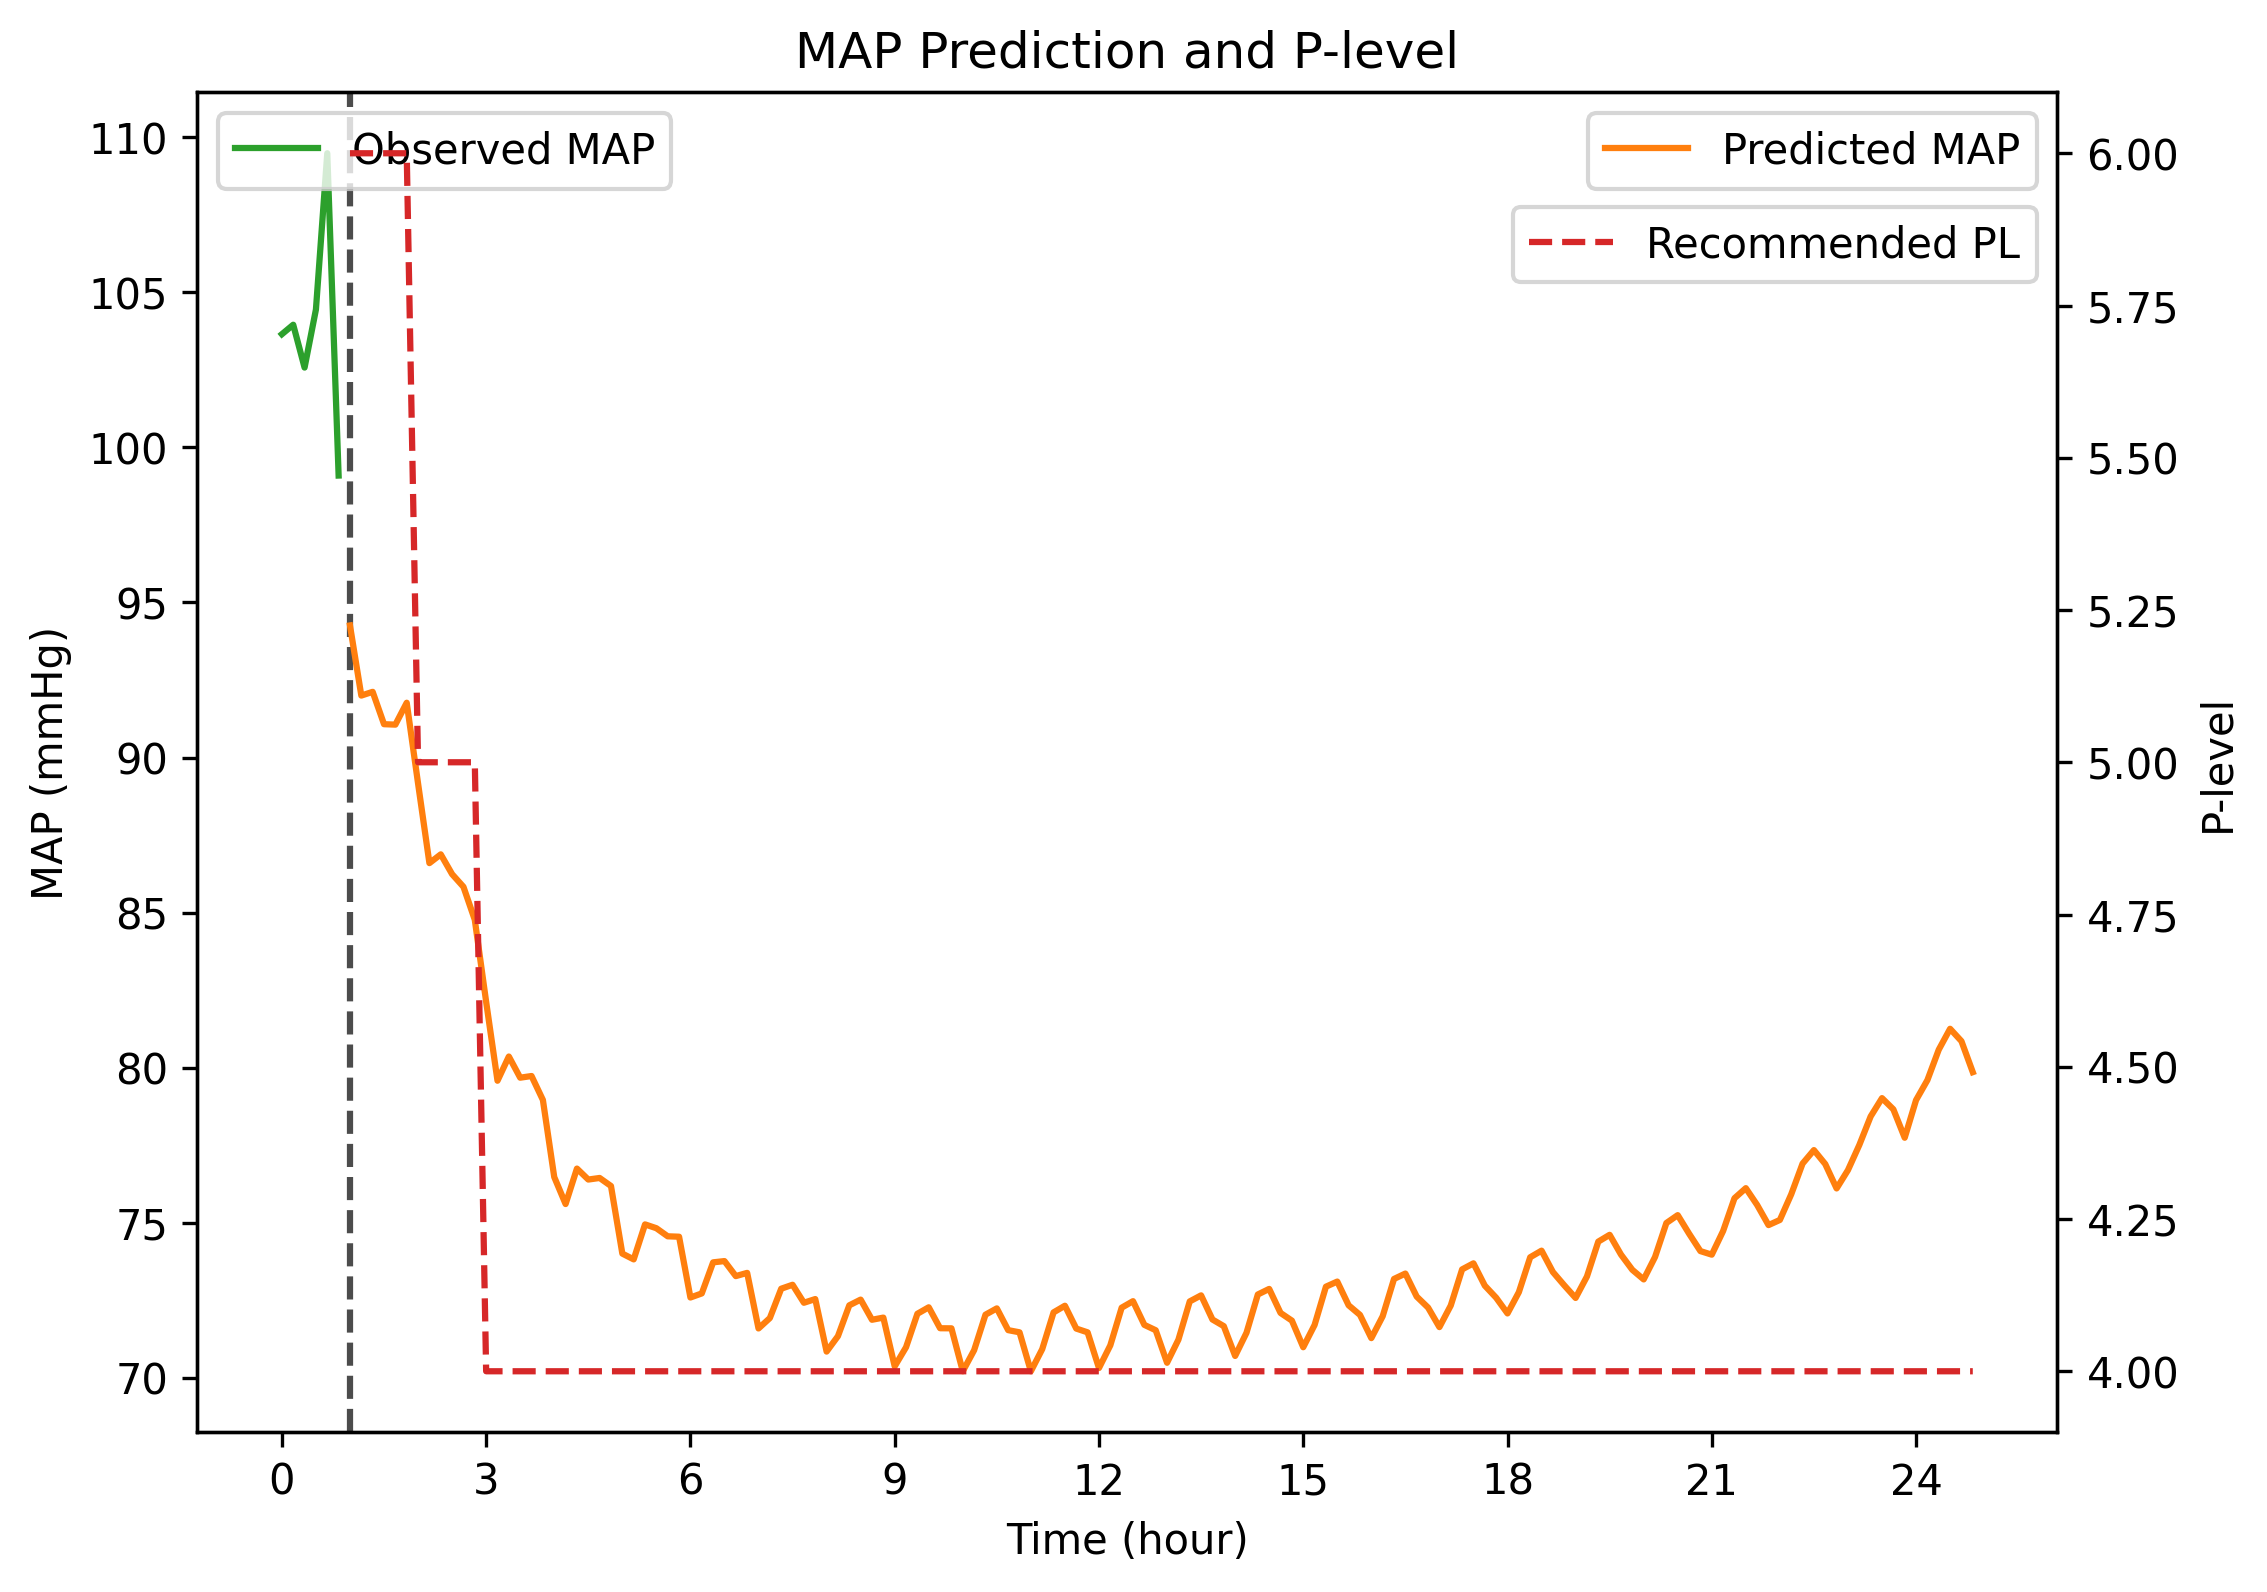 MAP Prediction and P-level
Observed MAP
Predicted MAP
Recommended PL
110
105
100
95
90
85
80
75
70
MAP (mmHg)
6.00
5.75
5.50
5.25
5.00
4.75
4.50
4.25
4.00
P-level
0 3 6 9 12 15 18 21 24
Time (hour)